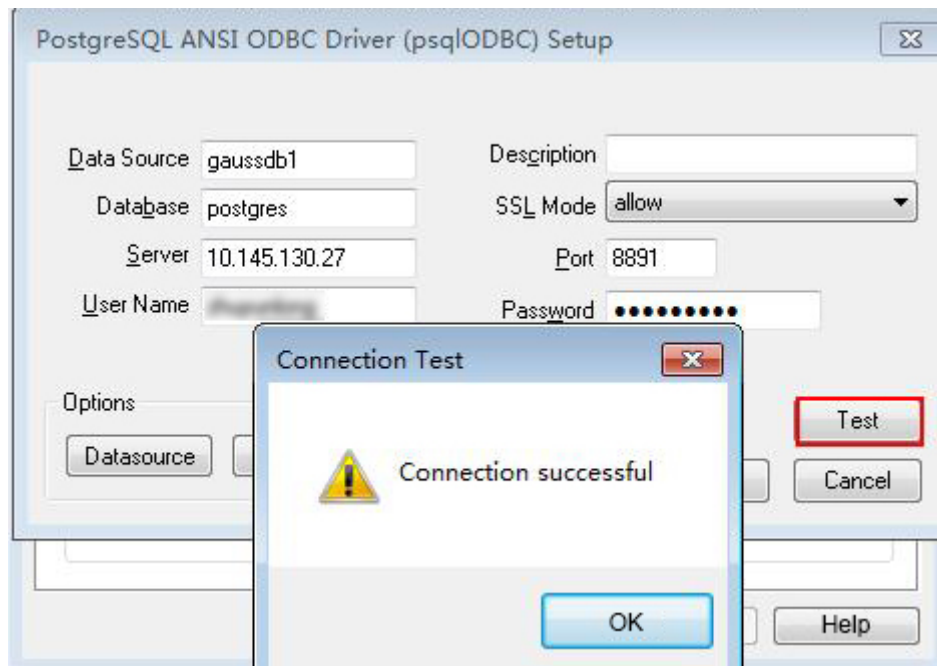 PostgreSQL ANSI ODBC Driver (psqlODBC) Setup
Data Source gaussdb1 Description
Database postgres SSL Mode allow
Server 10.145.130.27 Port 8891
User Name Password
Connection Test
Options
Test
Datasource
Connection successful
Cancel
OK
Help